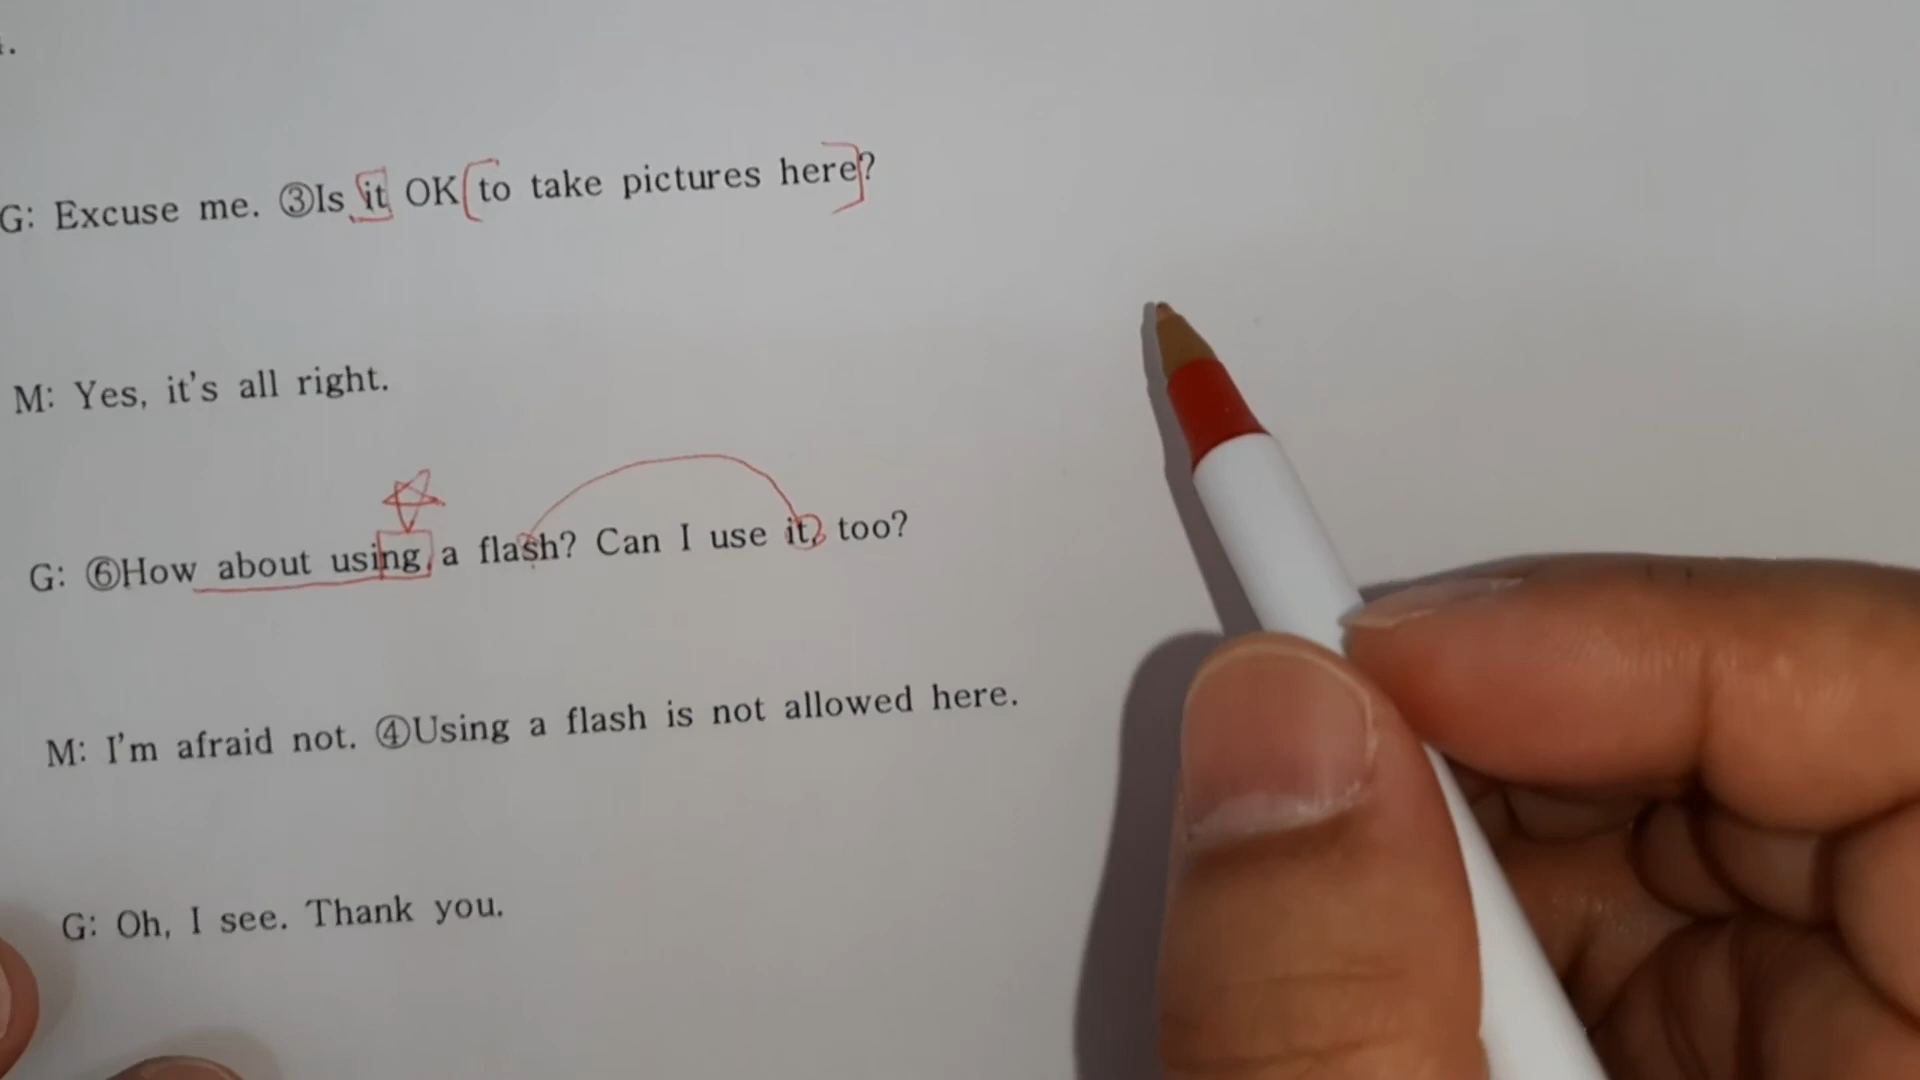 G: Excuse me. ③Is it OK to take pictures here?
M: Yes, it's all right.
G: ⑥How about using a flash? Can I use it, too?
M: I'm afraid not. ④Using a flash is not allowed here.
G: Oh, I see. Thank you.